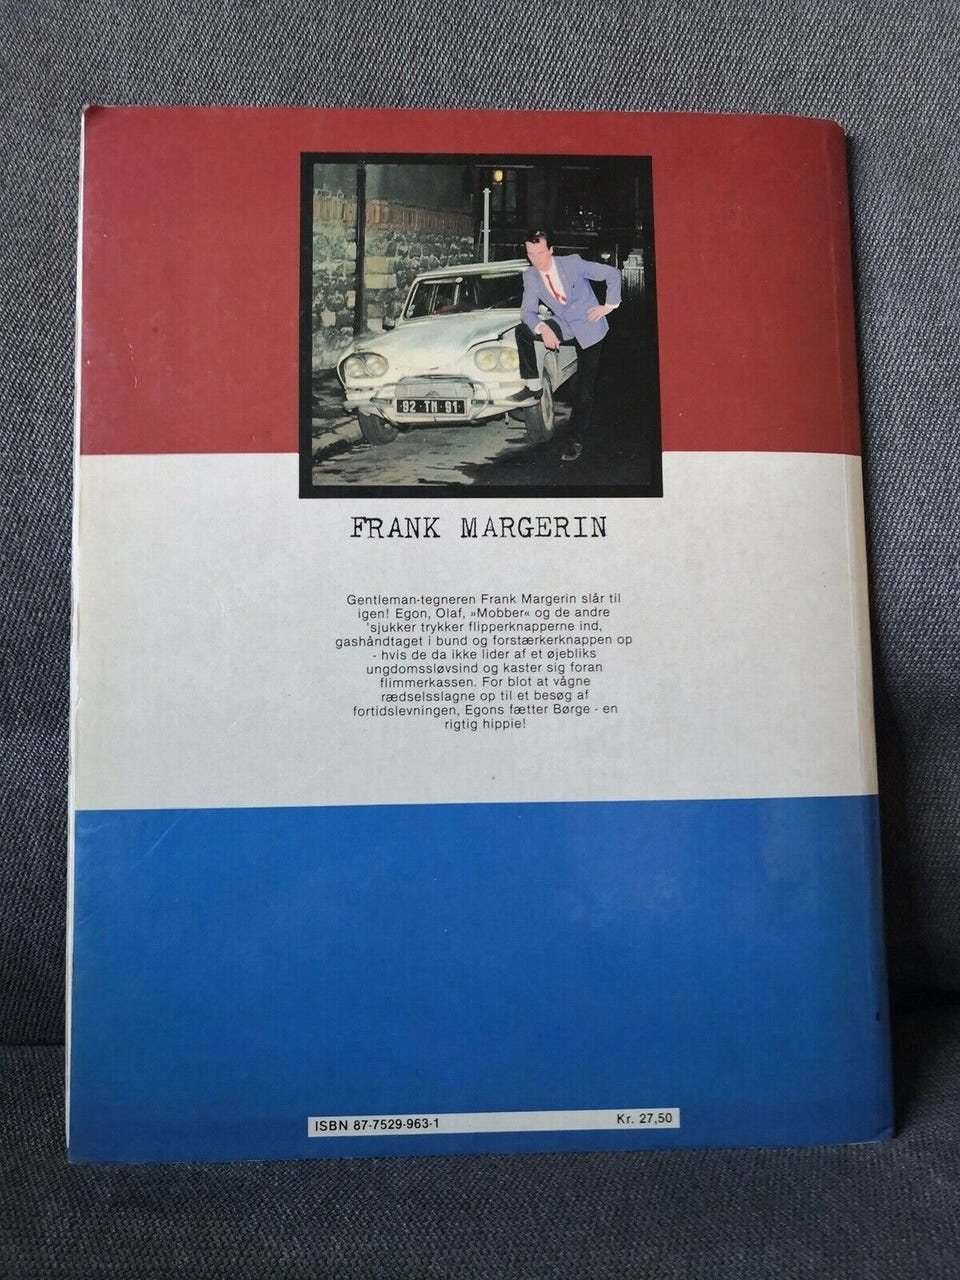 92 TH 91
FRANK MARGERIN
Gentleman-tegneren Frank Margerin slår til
igen! Egon, Olaf, »Mobber« og de andre
'sjukker trykker flipperknapperne ind,
gashåndtaget i bund og forstærkerknappen op
- hvis de da ikke lider af et øjebliks
ungdomssløvsind og kaster sig foran
flimmerkassen. For blot at vågne
rædselsslagne op til et besøg af
fortidslevningen, Egons fætter Børge - en
rigtig hippie!
ISBN 87-7529-963-1 Kr. 27,50